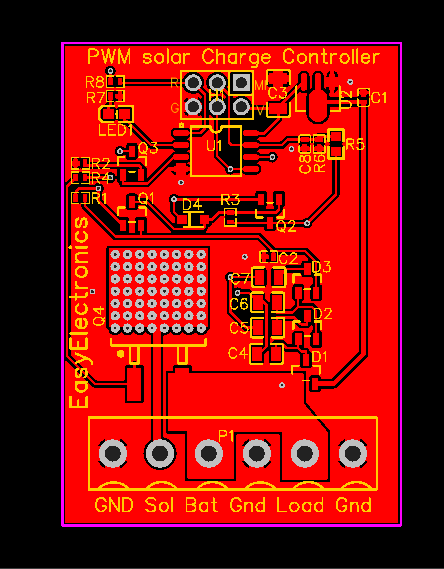 PWM solar Charge Controller
R8
R7
LED1
C3
C1
U1
C8
R6
R5
Q3
R2
R4
R1
Q1
D4
R3
Q2
EasyElectronics
Q4
C2
C7
D3
C6
D2
C5
C4
D1
P1
GND Sol Bat Gnd Load Gnd